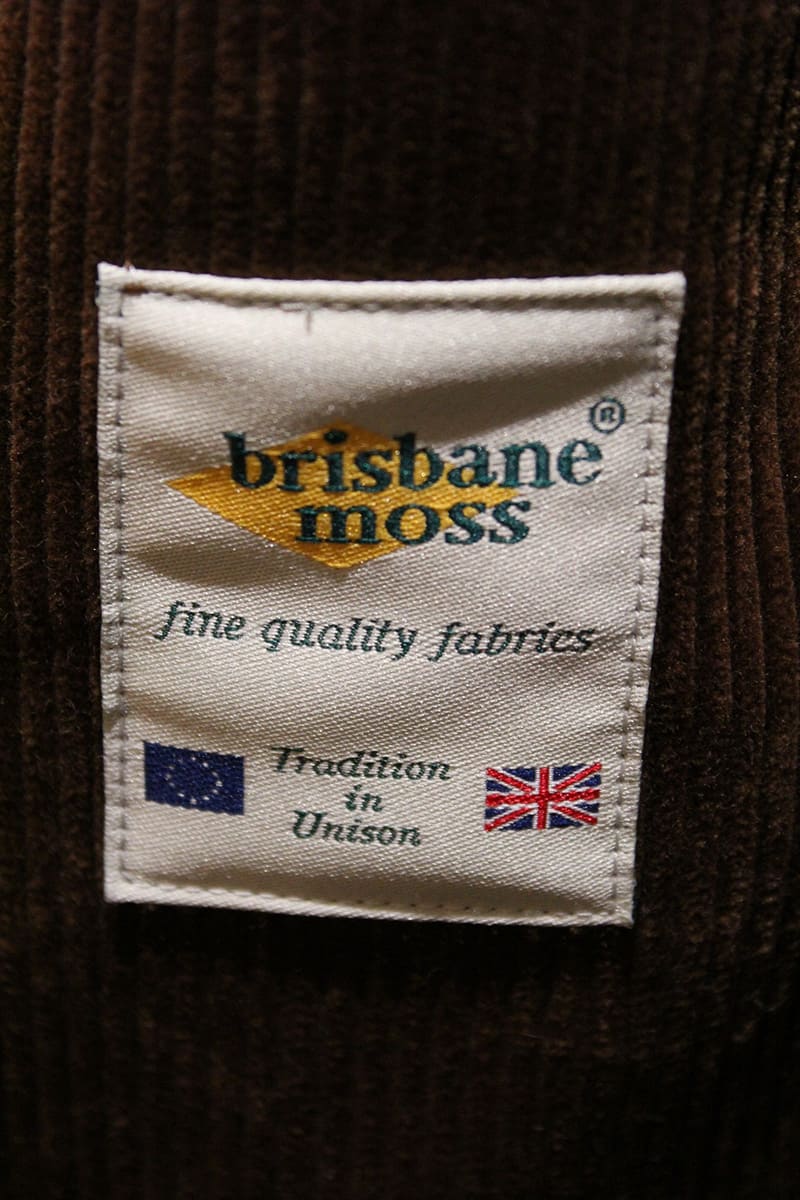 brisbane ®
moss
fine quality fabrics
Tradition
in
Unison